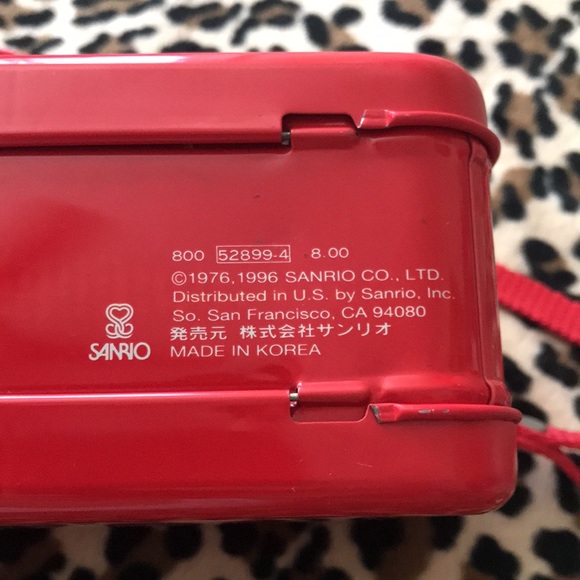 800 52899-4 8.00
©1976,1996 SANRIO CO., LTD.
Distributed in U.S. by Sanrio, Inc.
So. San Francisco, CA 94080
発売元 株式会社サンリオ
SANRIO MADE IN KOREA